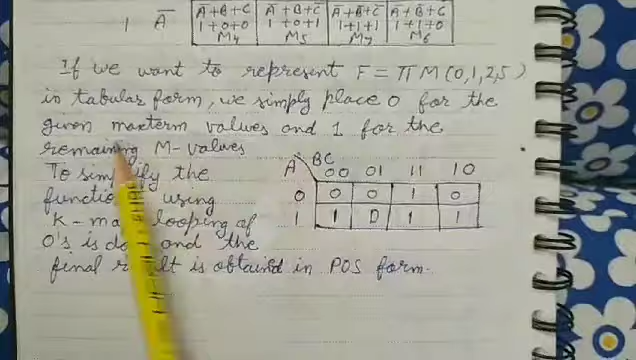 1 A̅ A̅+B+C A̅+B+C̅ A̅+B̅+C̅ A̅+B̅+C
1+0+0 1+0+1 1+1+1 1+1+0
M4 M5 M7 M6
If we want to represent F = πM(0,1,2,5)
in tabular form, we simply place 0 for the
given maxterm values and 1 for the
remaining M-values
To simplify the
function using
K-map looping of
0's is done and the
final result is obtained in POS form.
A BC
00 01 11 10
0 0 0 1 0
1 1 0 1 1